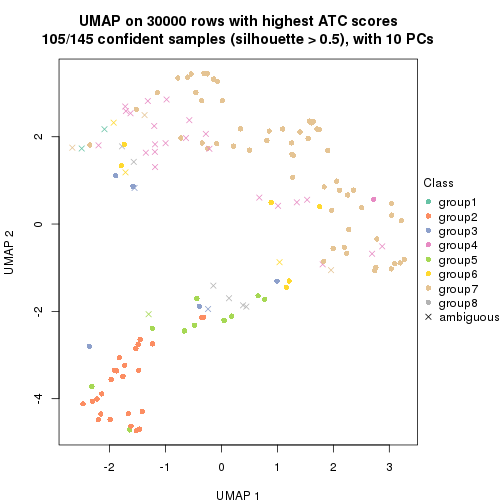 UMAP on 30000 rows with highest ATC scores
105/145 confident samples (silhouette > 0.5), with 10 PCs
UMAP 2
2
0
-2
-4
-2
-1
0
1
2
3
UMAP 1
Class
group1
group2
group3
group4
group5
group6
group7
group8
ambiguous